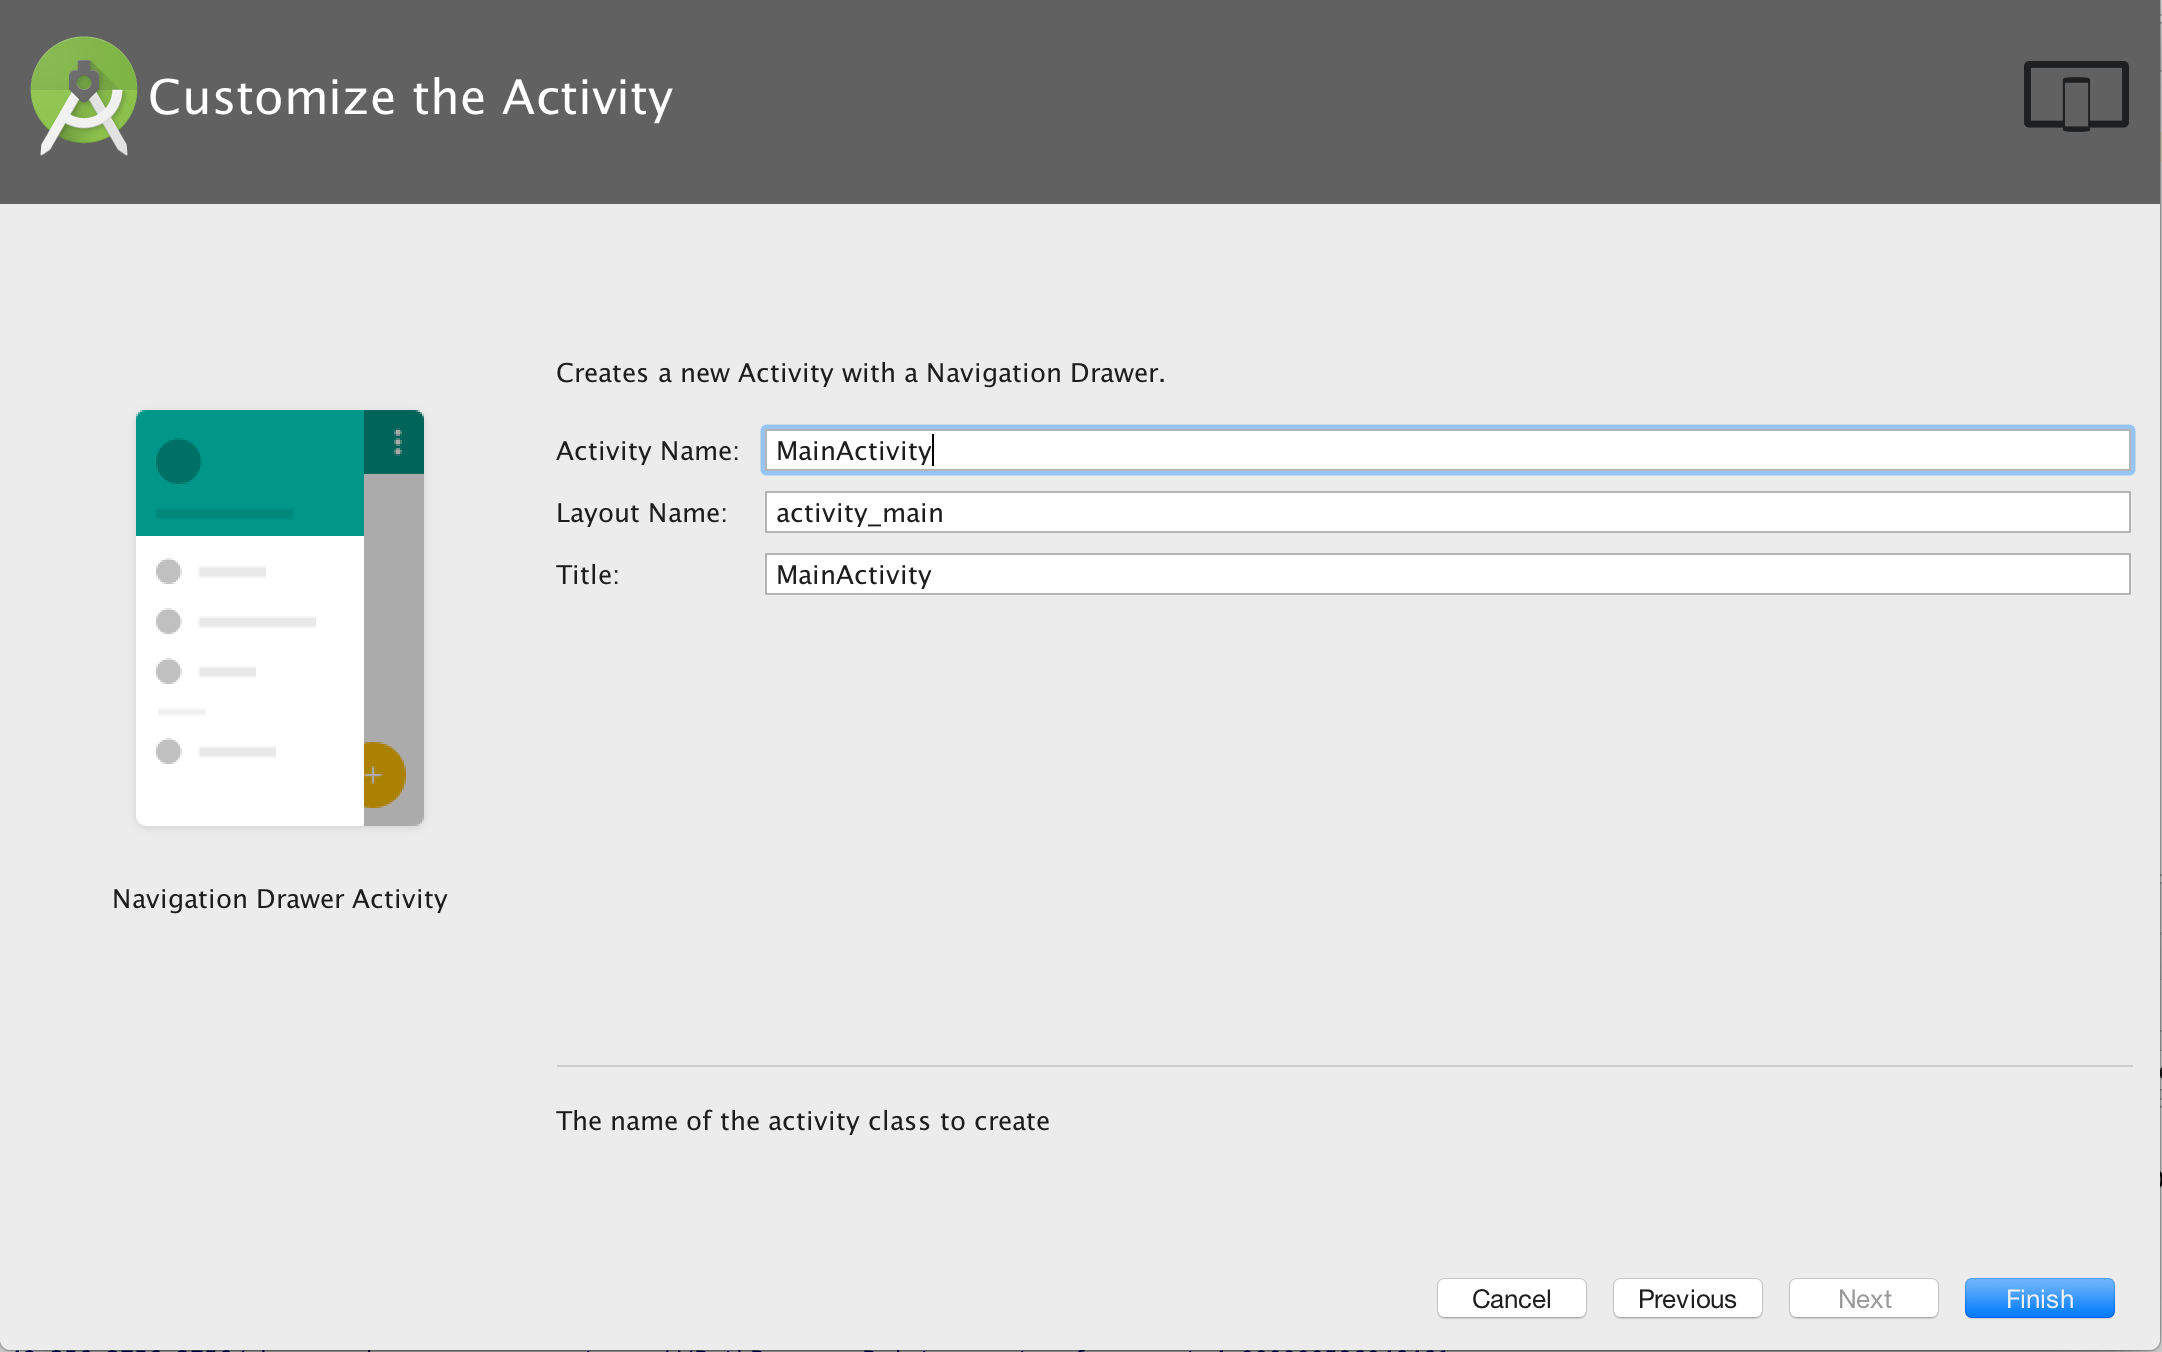 Customize the Activity
Creates a new Activity with a Navigation Drawer.
Activity Name: MainActivity
Layout Name: activity_main
Title: MainActivity
Navigation Drawer Activity
The name of the activity class to create
Cancel Previous Next Finish